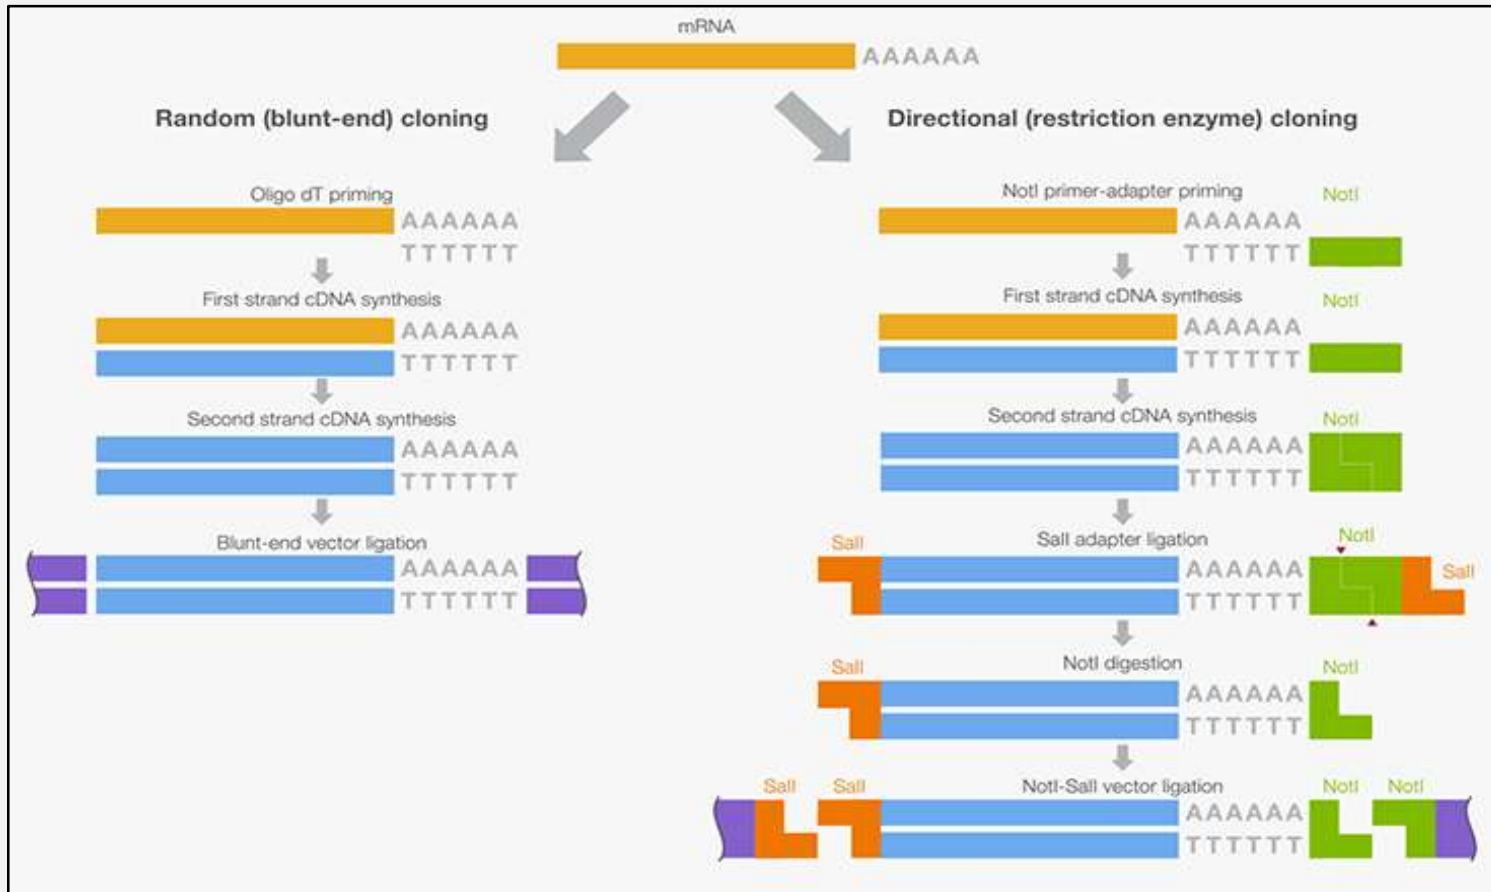 mRNA
AAAAAA
Random (blunt-end) cloning
Oligo dT priming
AAAAAA
TTTTTT
First strand cDNA synthesis
AAAAAA
TTTTTT
Second strand cDNA synthesis
AAAAAA
TTTTTT
Blunt-end vector ligation
AAAAAA
TTTTTT
Directional (restriction enzyme) cloning
NotI primer-adapter priming NotI
AAAAAA
TTTTTT
First strand cDNA synthesis NotI
AAAAAA
TTTTTT
Second strand cDNA synthesis NotI
AAAAAA
TTTTTT
SalI SalI adapter ligation NotI
AAAAAA SalI
TTTTTT
SalI NotI digestion NotI
AAAAAA
TTTTTT
SalI SalI NotI-SalI vector ligation NotI NotI
AAAAAA
TTTTTT